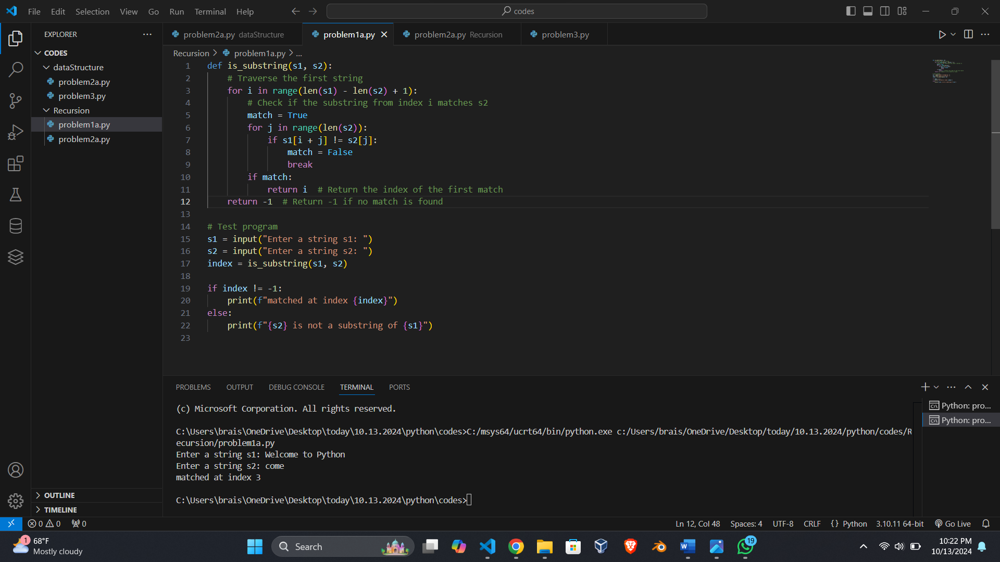 File Edit Selection View Go Run Terminal Help
codes
EXPLORER
CODES
dataStructure
problem2a.py
problem3.py
Recursion
problem1a.py
problem2a.py
OUTLINE
TIMELINE
problem2a.py dataStructure problem1a.py problem2a.py Recursion problem3.py
Recursion > problem1a.py > ...
1 def is_substring(s1, s2):
2 # Traverse the first string
3 for i in range(len(s1) - len(s2) + 1):
4 # Check if the substring from index i matches s2
5 match = True
6 for j in range(len(s2)):
7 if s1[i + j] != s2[j]:
8 match = False
9 break
10 if match:
11 return i # Return the index of the first match
12 return -1 # Return -1 if no match is found
13
14 # Test program
15 s1 = input("Enter a string s1: ")
16 s2 = input("Enter a string s2: ")
17 index = is_substring(s1, s2)
18
19 if index != -1:
20 print(f"matched at index {index}")
21 else:
22 print(f"{s2} is not a substring of {s1}")
23
PROBLEMS OUTPUT DEBUG CONSOLE TERMINAL PORTS
(c) Microsoft Corporation. All rights reserved.
C:\Users\brais\OneDrive\Desktop\today\10.13.2024\python\codes>C:/msys64/ucrt64/bin/python.exe c:/Users/brais/OneDrive/Desktop/today/10.13.2024/python/codes/R
ecursion/problem1a.py
Enter a string s1: Welcome to Python
Enter a string s2: come
matched at index 3
C:\Users\brais\OneDrive\Desktop\today\10.13.2024\python\codes>
Python: pro...
Python: pro...
0 0 0 Ln 12, Col 48 Spaces: 4 UTF-8 CRLF {} Python 3.10.11 64-bit Go Live
1 68°F
Mostly cloudy
Search
19
10:22 PM
10/13/2024